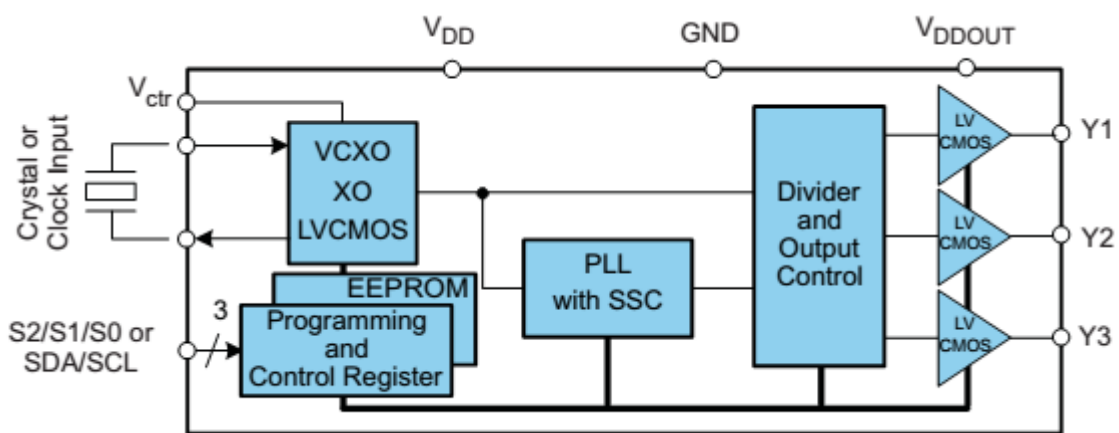 VDD
GND
VDDOUT
Vctr
Crystal or
Clock Input
VCXO
XO
LVCMOS
EEPROM
Programming
and
Control Register
S2/S1/S0 or
SDA/SCL
3
PLL
with SSC
Divider
and
Output
Control
LV
CMOS
Y1
LV
CMOS
Y2
LV
CMOS
Y3